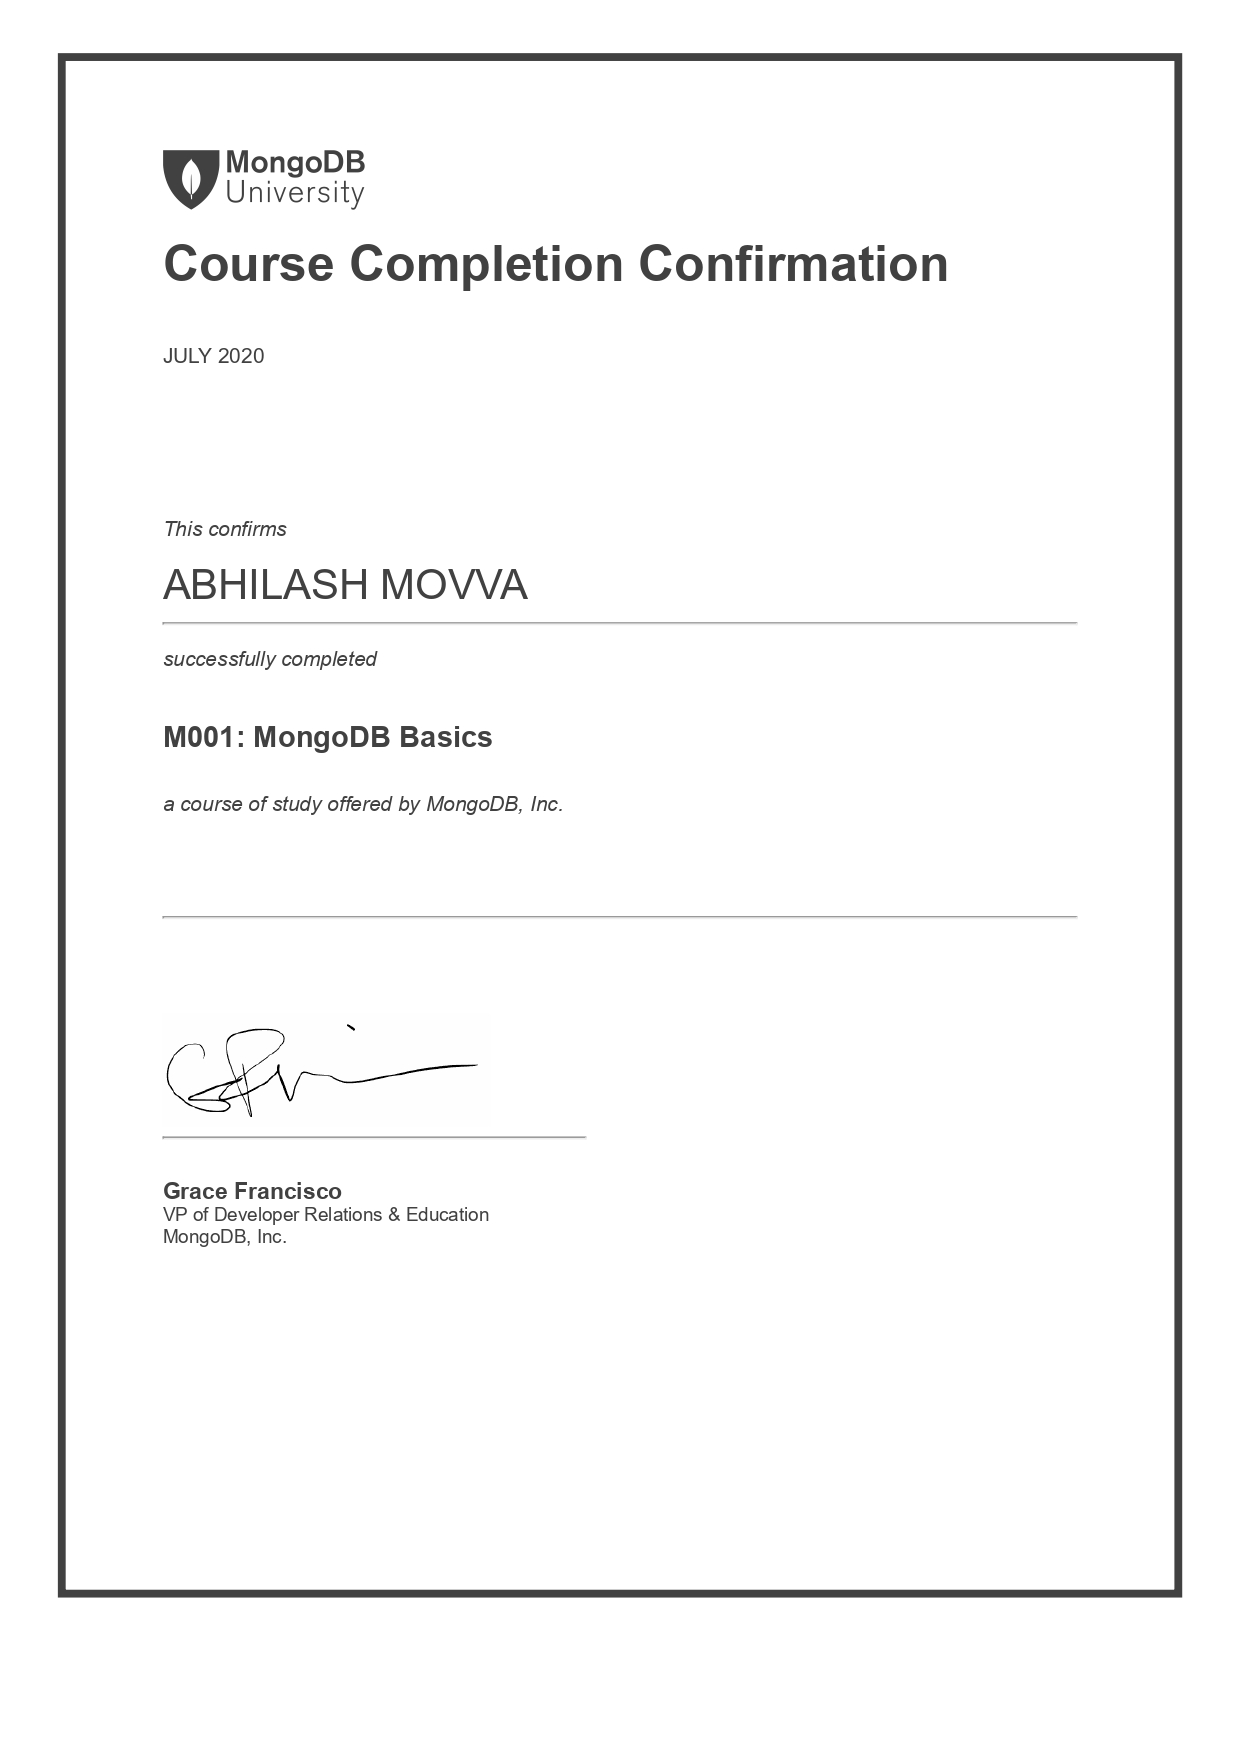 MongoDB
University
Course Completion Confirmation
JULY 2020
This confirms
ABHILASH MOVVA
successfully completed
M001: MongoDB Basics
a course of study offered by MongoDB, Inc.
Grace Francisco
VP of Developer Relations & Education
MongoDB, Inc.